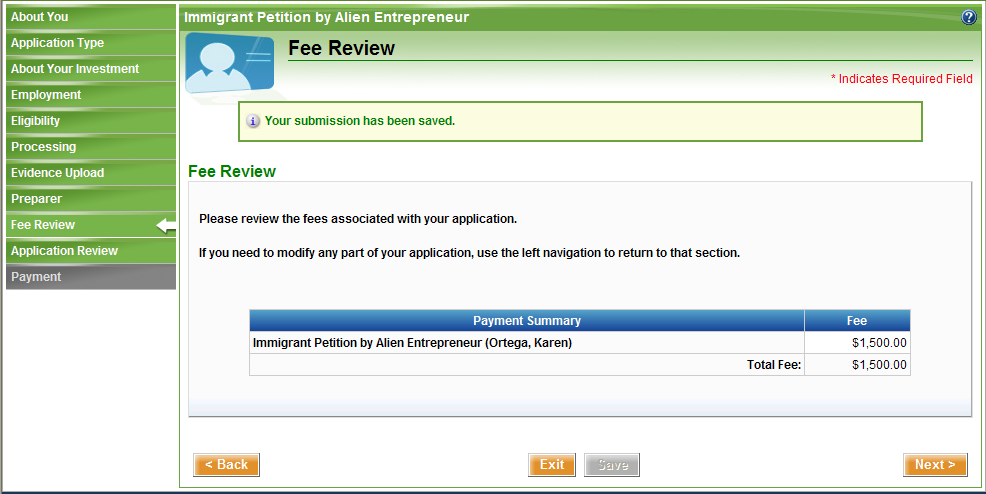 About You
Application Type
About Your Investment
Employment
Eligibility
Processing
Evidence Upload
Preparer
Fee Review
Application Review
Payment
Immigrant Petition by Alien Entrepreneur
?
Fee Review
* Indicates Required Field
i Your submission has been saved.
Fee Review
Please review the fees associated with your application.
If you need to modify any part of your application, use the left navigation to return to that section.
Payment Summary Fee
Immigrant Petition by Alien Entrepreneur (Ortega, Karen) $1,500.00
Total Fee: $1,500.00
< Back Exit Save Next >